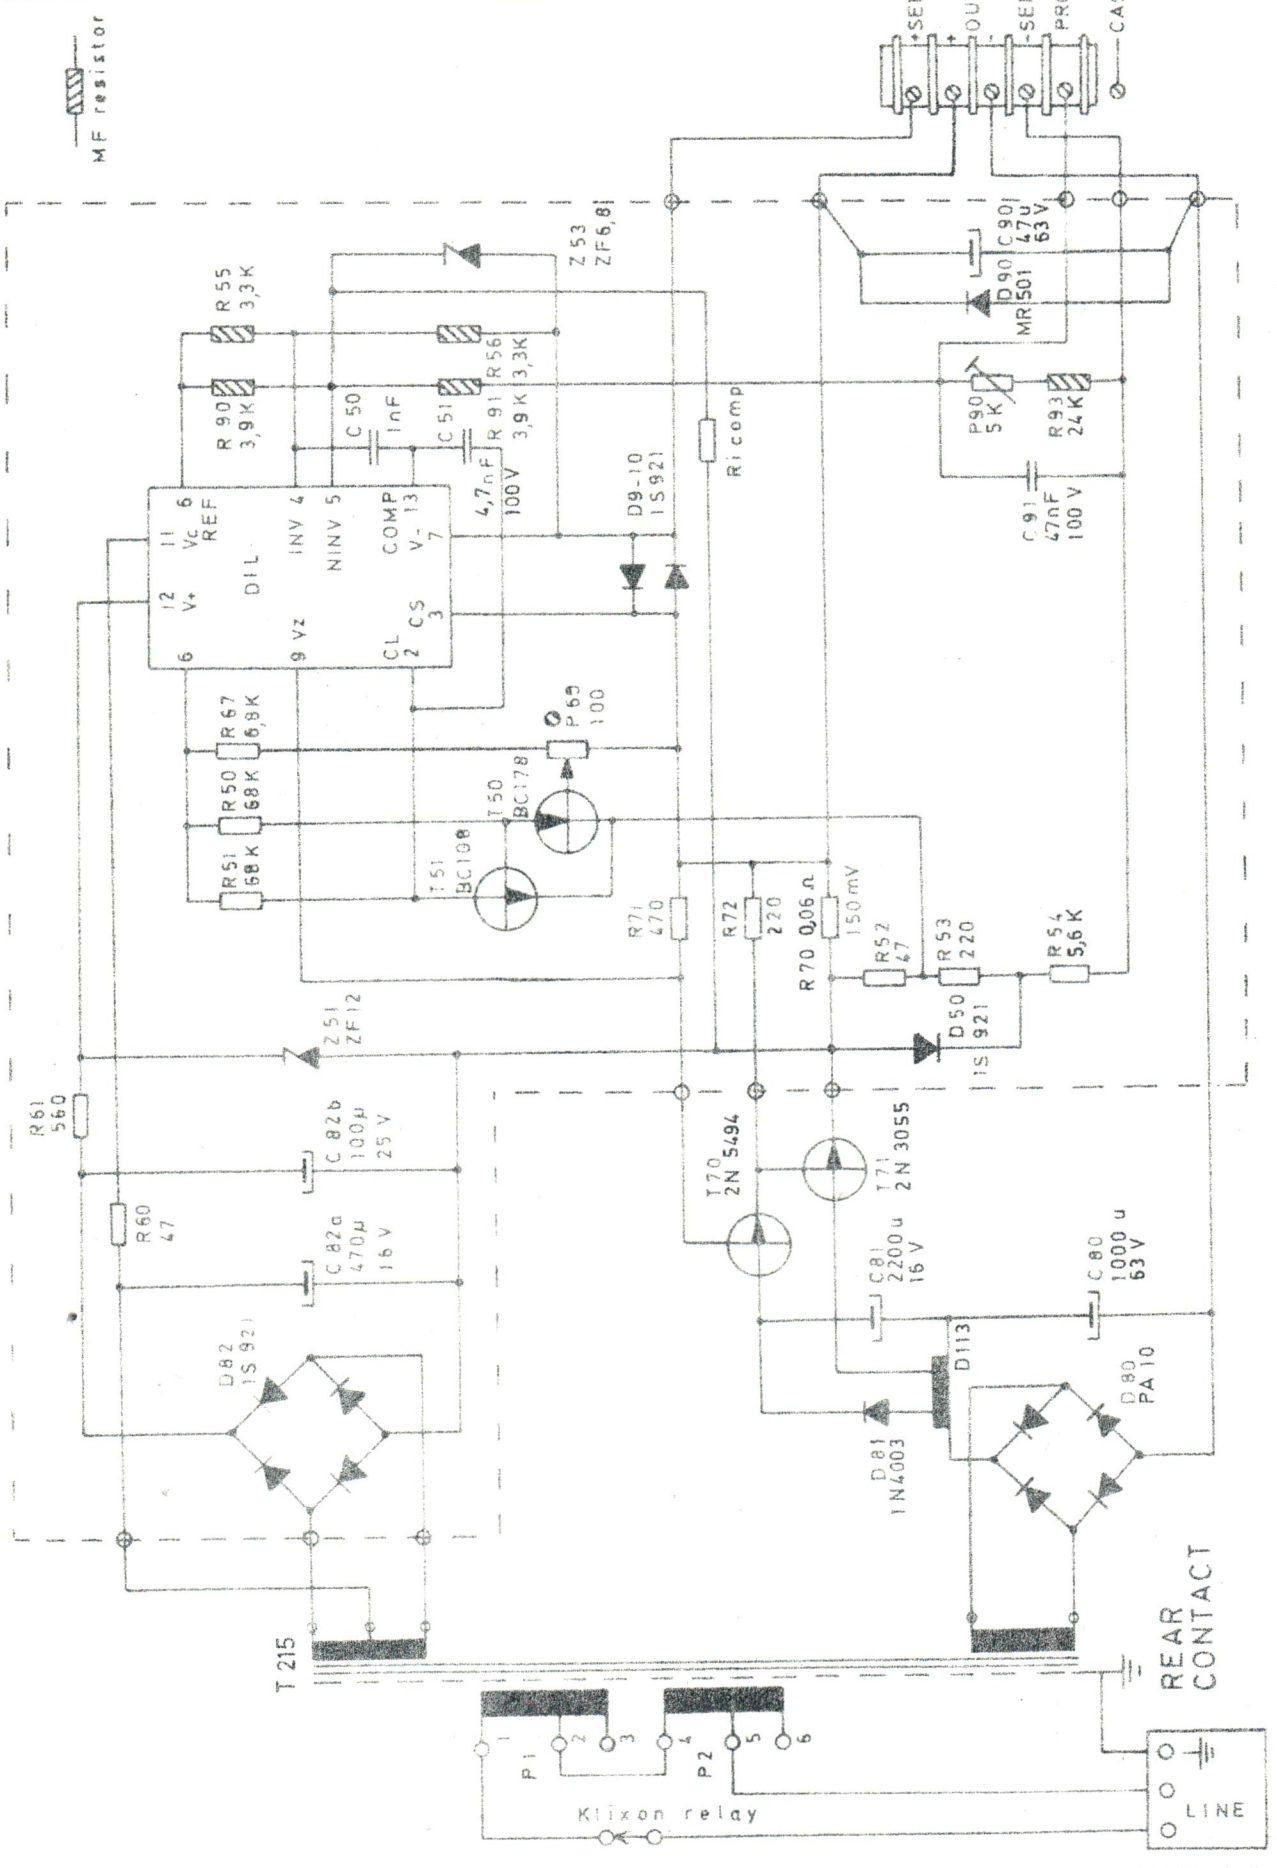 MF resistor
+SE
+
OU
-
-SE
PR
CA
R 55
3,3K
R 90
3,9K
Z53
ZF6,8
C 50
1nF
R56
3,3K
C51
R 91
3,9K
4,7nF
100V
D9-10
1S921
Ricomp
D90
MR501
C90
47u
63V
P90
5K
R93
24K
C91
47nF
100V
11
Vc
6
REF
12
V+
DIL
INV 4
NINV 5
COMP 13
V- 7
6
9 Vz
CL
2
CS
3
R67
6,8K
R50
68K
R51
68K
P69
100
T50
BC178
T51
BC108
R71
470
R72
220
R70 0,06 Ω
150mV
R52
47
R53
220
R54
5,6K
D50
1S 921
Z51
ZF12
R61
560
C82b
100µ
25V
R60
47
C82a
470µ
16V
D82
1S921
T70
2N5494
T71
2N3055
C81
2200u
16V
C80
1000u
63V
D113
D81
1N4003
D80
PA10
T215
REAR
CONTACT
P1
1
2
3
P2
4
5
6
Klixon relay
LINE